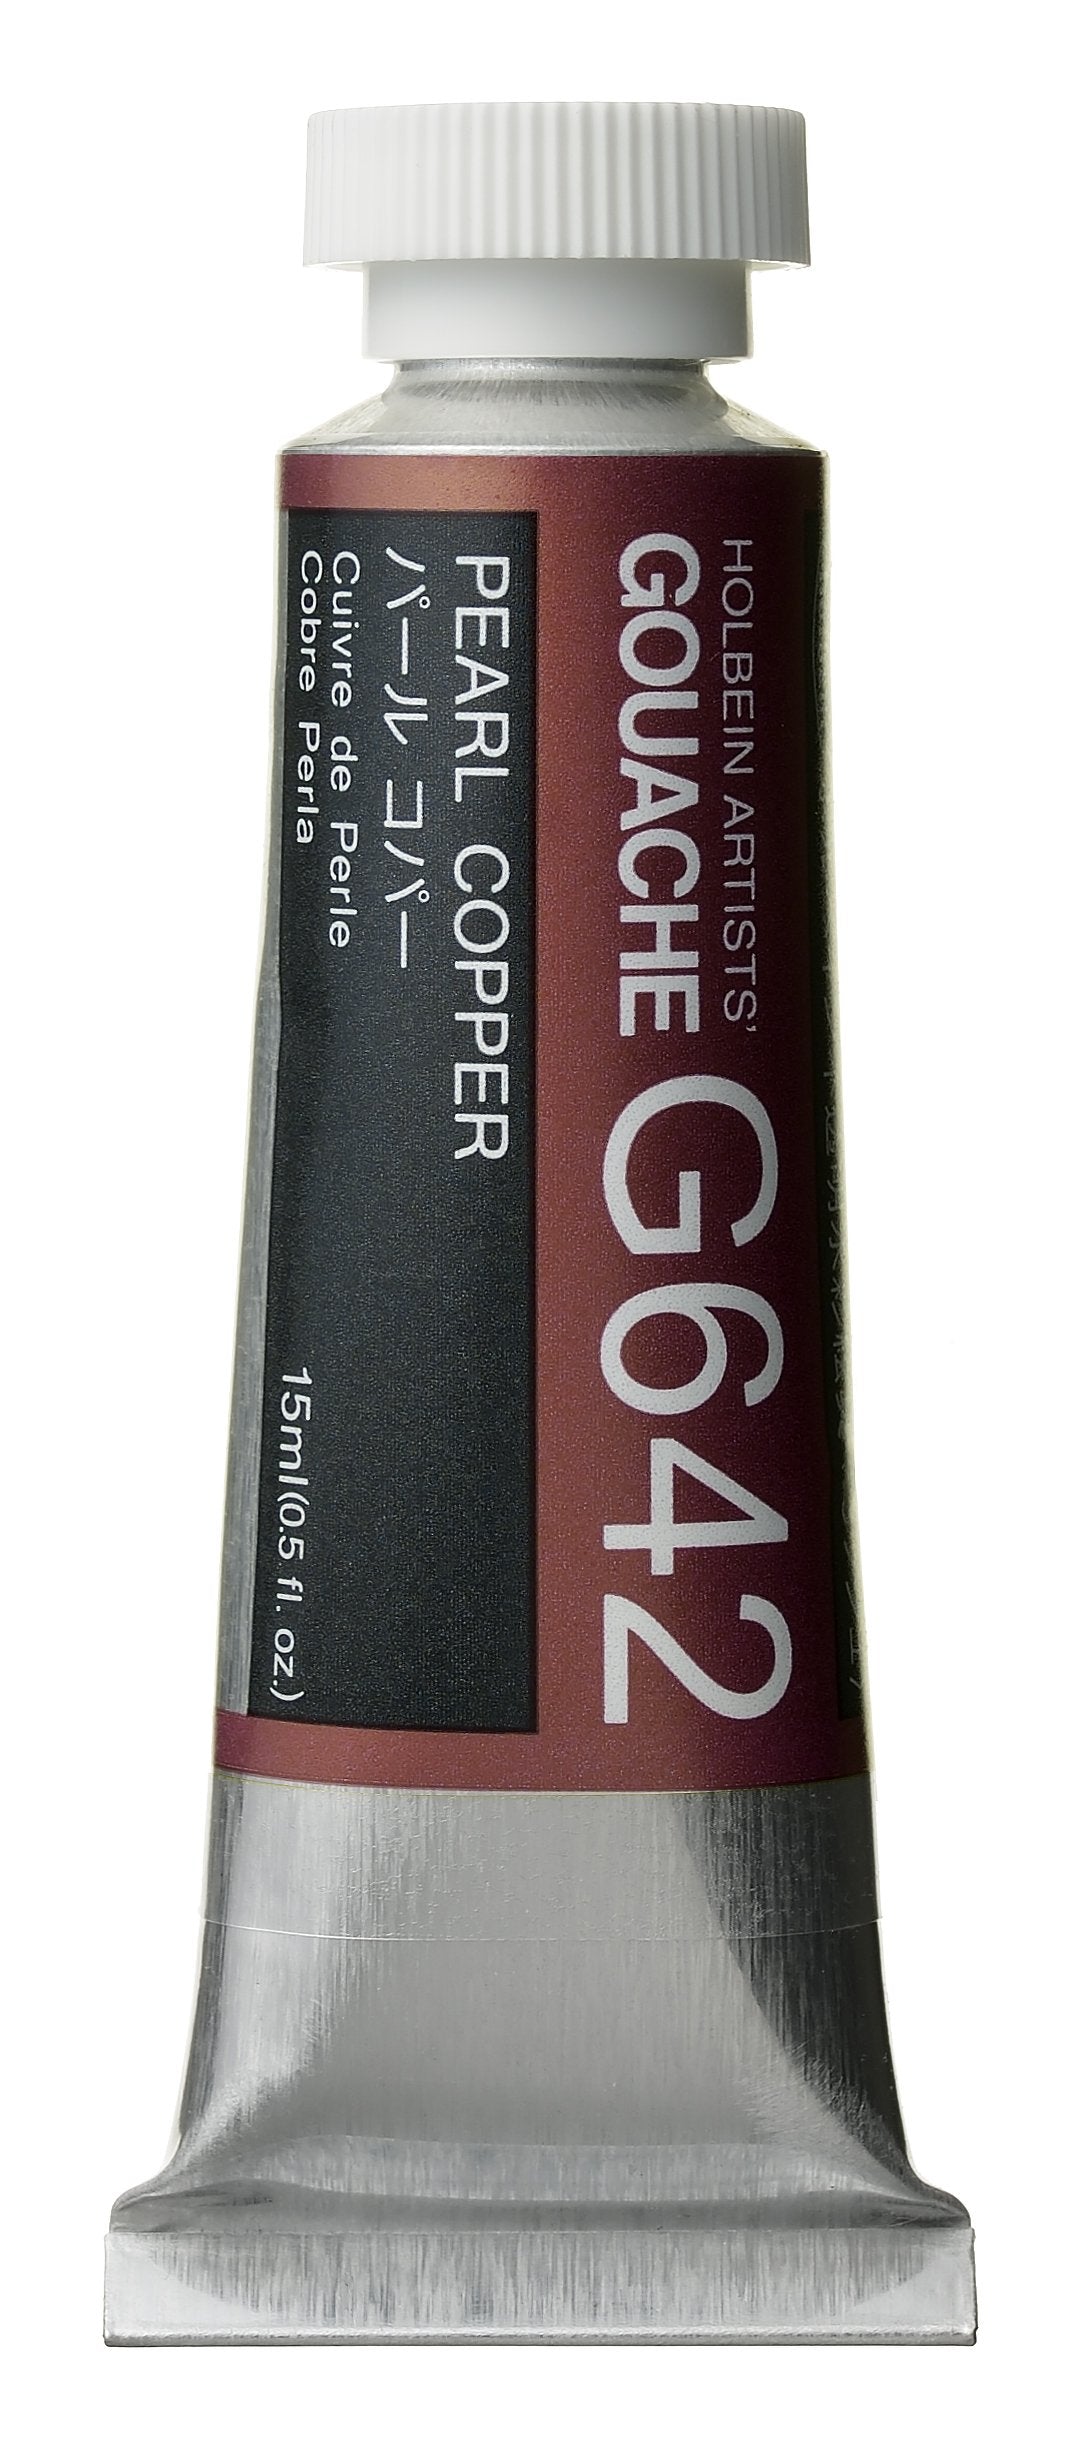 HOLBEIN ARTISTS'
GOUACHE G642
PEARL COPPER
パール コパー
Cuivre de Perle
Cobre Perla
15ml(0.5 fl. oz.)